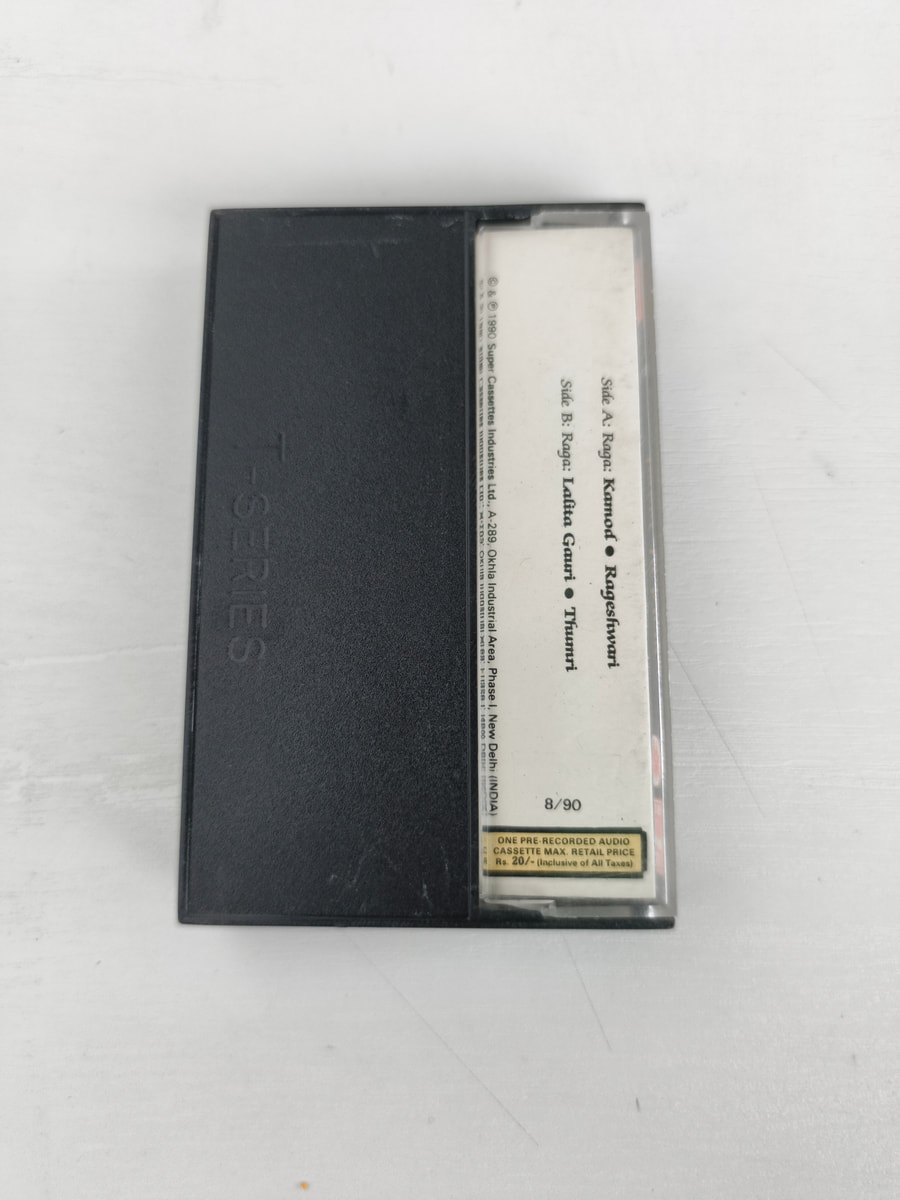 T-SERIES
Side A: Raga: Kamod ● Rageshwari
Side B: Raga: Lalita Gauri ● Thumri
© & ℗ 1990 Super Cassettes Industries Ltd., A-289, Okhla Industrial Area, Phase-I, New Delhi (INDIA)
8/90
ONE PRE-RECORDED AUDIO
CASSETTE MAX. RETAIL PRICE
Rs. 20/- (Inclusive of All Taxes)